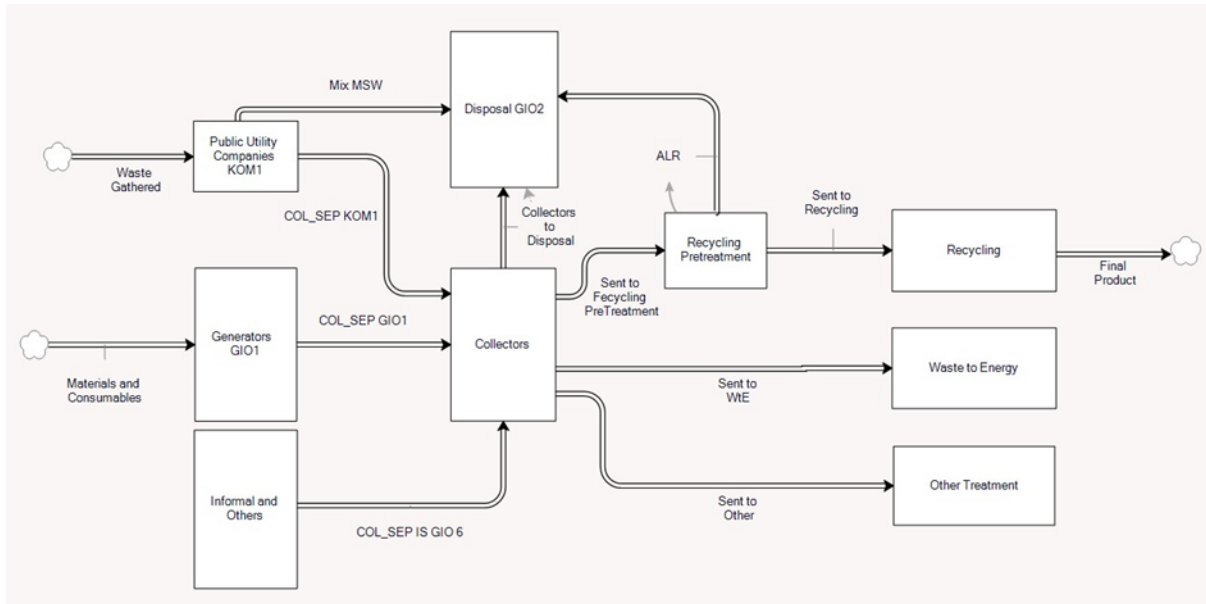 Mix MSW
Disposal GIO2
Public Utility
Companies
KOM1
Waste
Gathered
ALR
COL_SEP KOM1
Collectors
to
Disposal
Sent to
Recycling
Recycling
Pretreatment
Recycling
Final
Product
Sent to
Fecycling
PreTreatment
COL_SEP GIO1
Generators
GIO1
Collectors
Materials and
Consumables
Waste to Energy
Sent to
WtE
Informal and
Others
Other Treatment
Sent to
Other
COL_SEP IS GIO 6